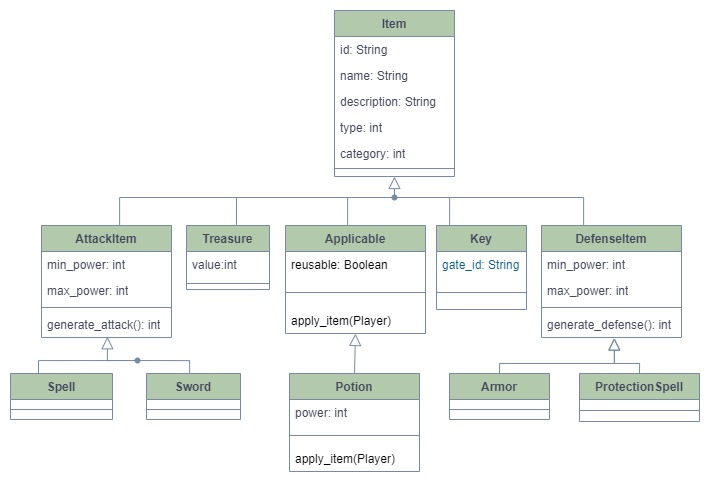 Item
id: String
name: String
description: String
type: int
category: int
AttackItem
min_power: int
max_power: int
generate_attack(): int
Treasure
value:int
Applicable
reusable: Boolean
apply_item(Player)
Key
gate_id: String
DefenseItem
min_power: int
max_power: int
generate_defense(): int
Spell
Sword
Potion
power: int
apply_item(Player)
Armor
ProtectionSpell